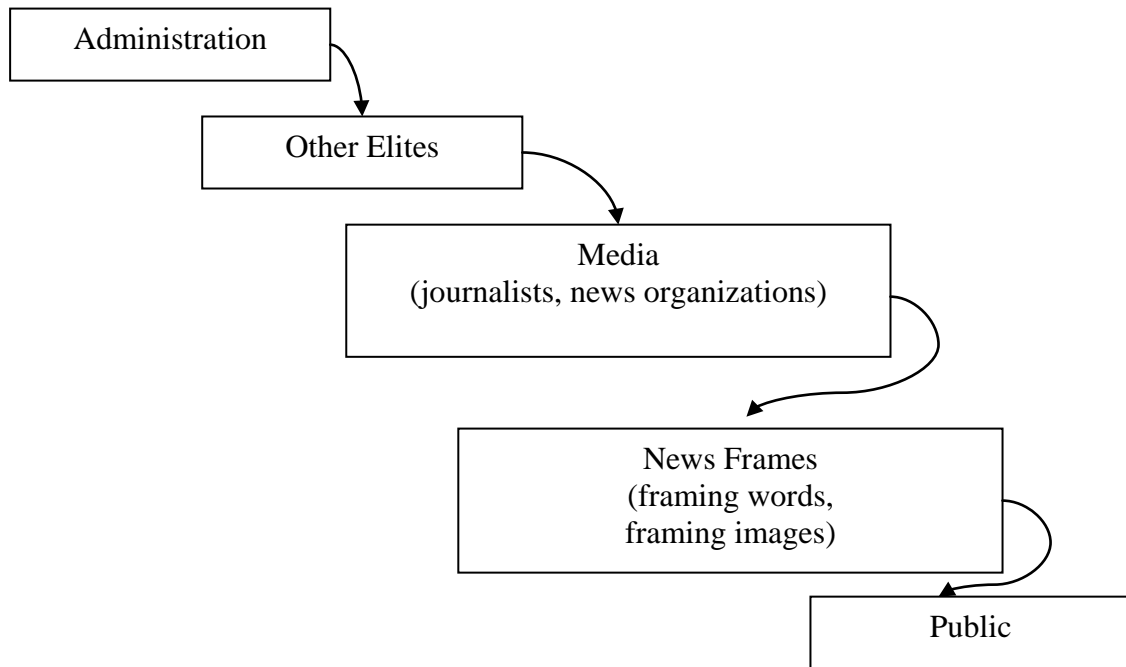 Administration
Other Elites
Media
(journalists, news organizations)
News Frames
(framing words,
framing images)
Public